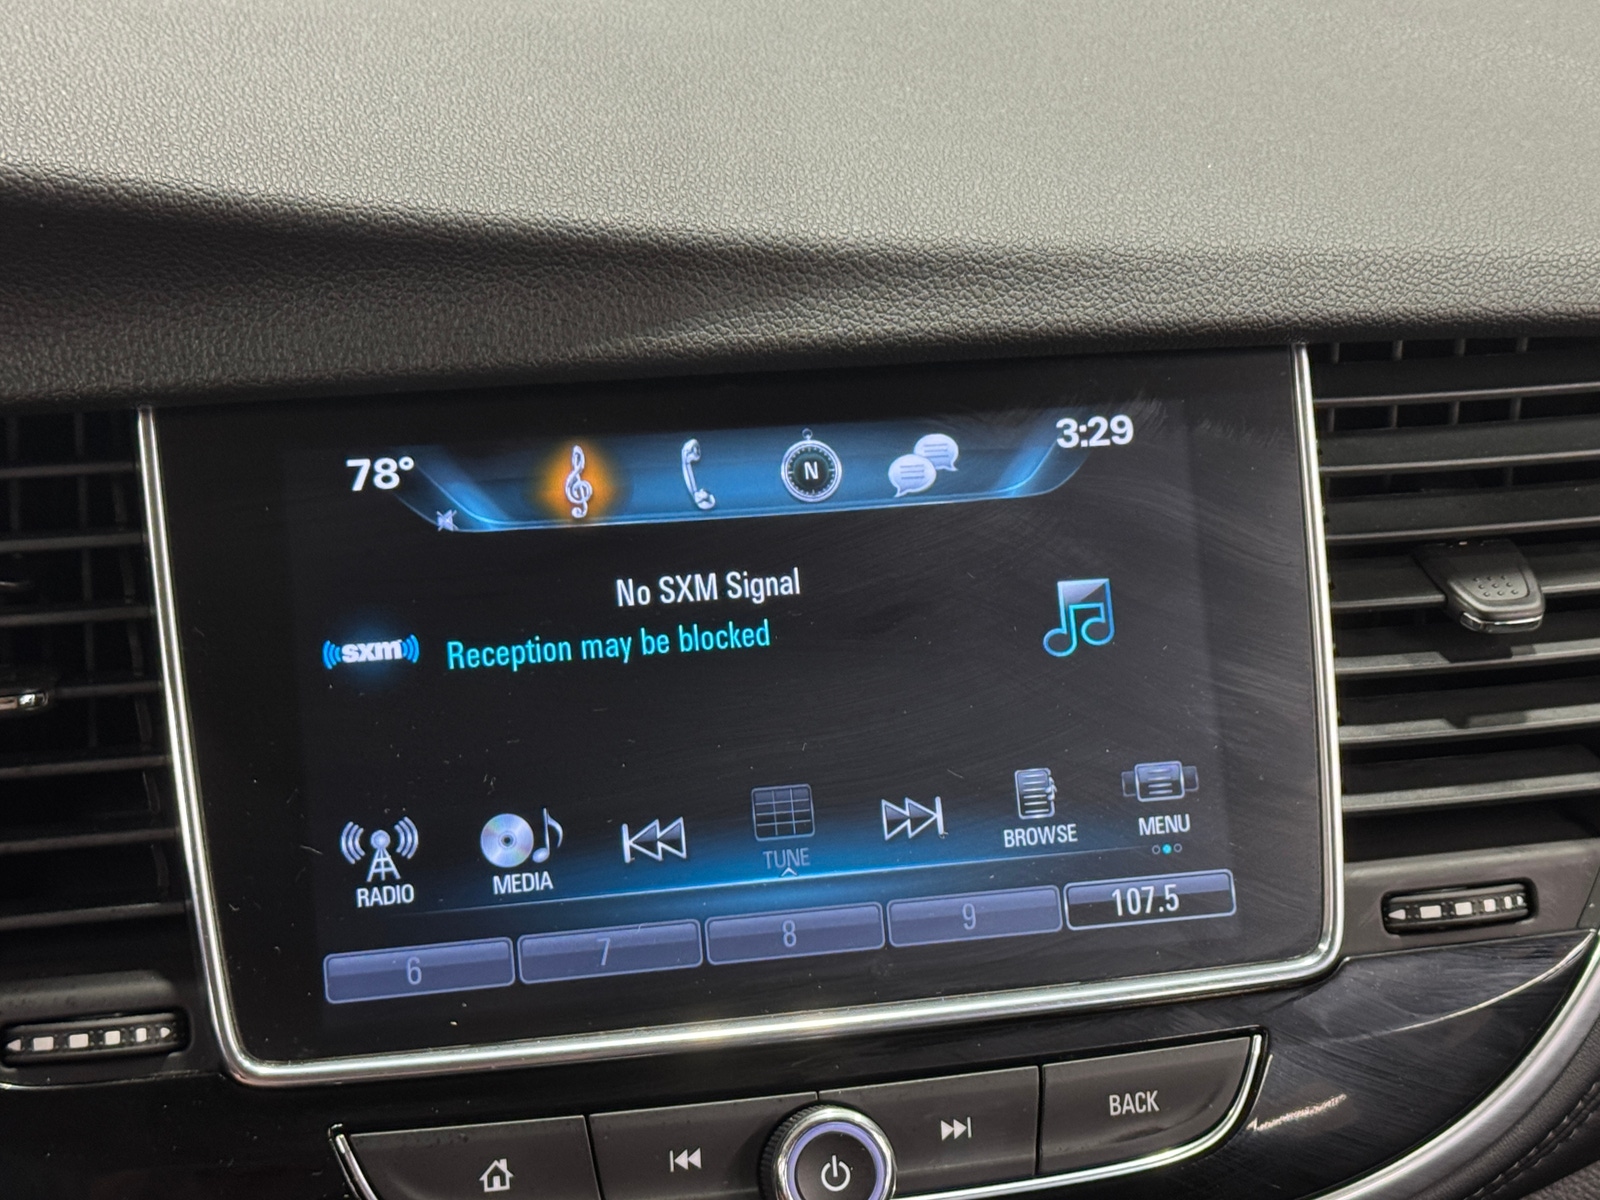 78°
N
3:29
No SXM Signal
((sxm))
Reception may be blocked
RADIO
MEDIA
TUNE
BROWSE
MENU
6
7
8
9
107.5
BACK